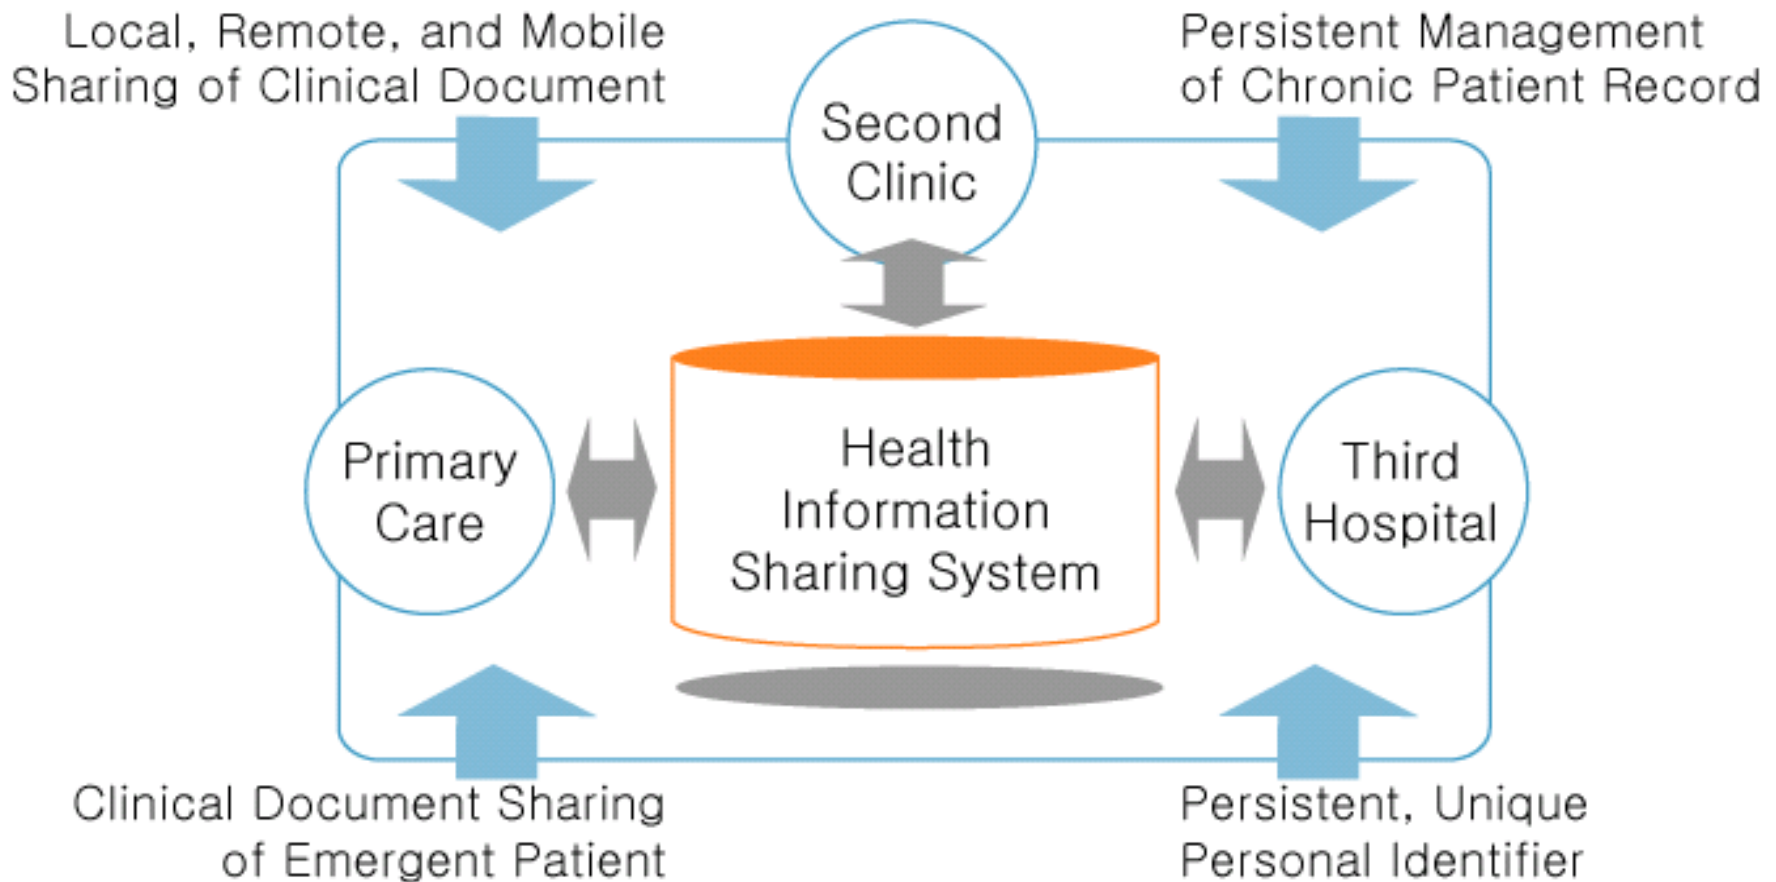 Local, Remote, and Mobile
Sharing of Clinical Document
Persistent Management
of Chronic Patient Record
Second
Clinic
Primary
Care
Health
Information
Sharing System
Third
Hospital
Clinical Document Sharing
of Emergent Patient
Persistent, Unique
Personal Identifier